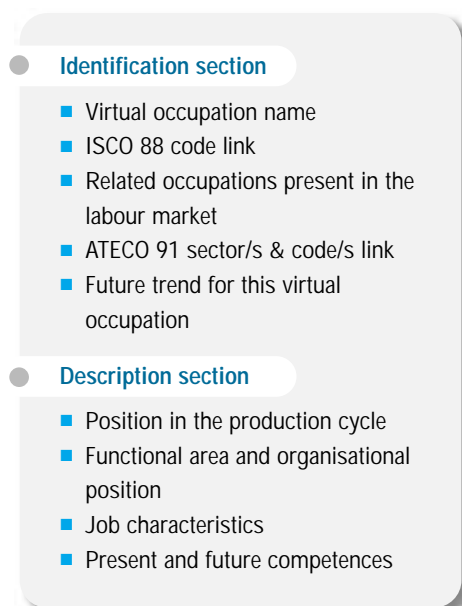 Identification section
■ Virtual occupation name
■ ISCO 88 code link
■ Related occupations present in the
labour market
■ ATECO 91 sector/s & code/s link
■ Future trend for this virtual
occupation
Description section
■ Position in the production cycle
■ Functional area and organisational
position
■ Job characteristics
■ Present and future competences